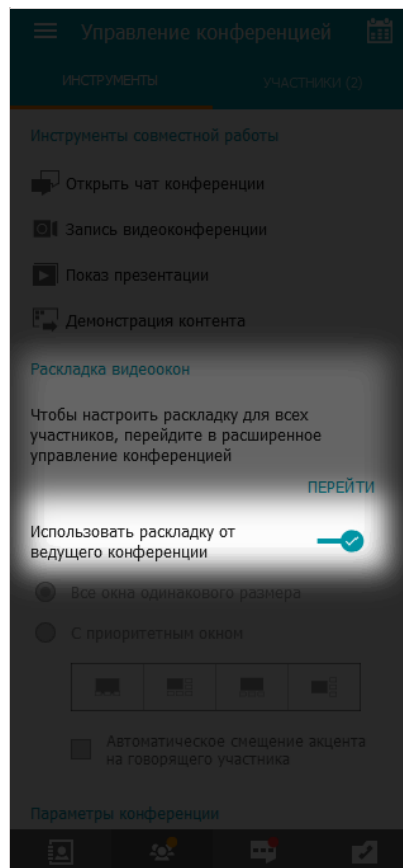 Управление конференцией
ИНСТРУМЕНТЫ
УЧАСТНИКИ (2)
Инструменты совместной работы
Открыть чат конференции
Запись видеоконференции
Показ презентации
Демонстрация контента
Раскладка видеоокон
Чтобы настроить раскладку для всех
участников, перейдите в расширенное
управление конференцией
ПЕРЕЙТИ
Использовать раскладку от
ведущего конференции
Все окна одинакового размера
С приоритетным окном
Автоматическое смещение акцента
на говорящего участника
Параметры конференции